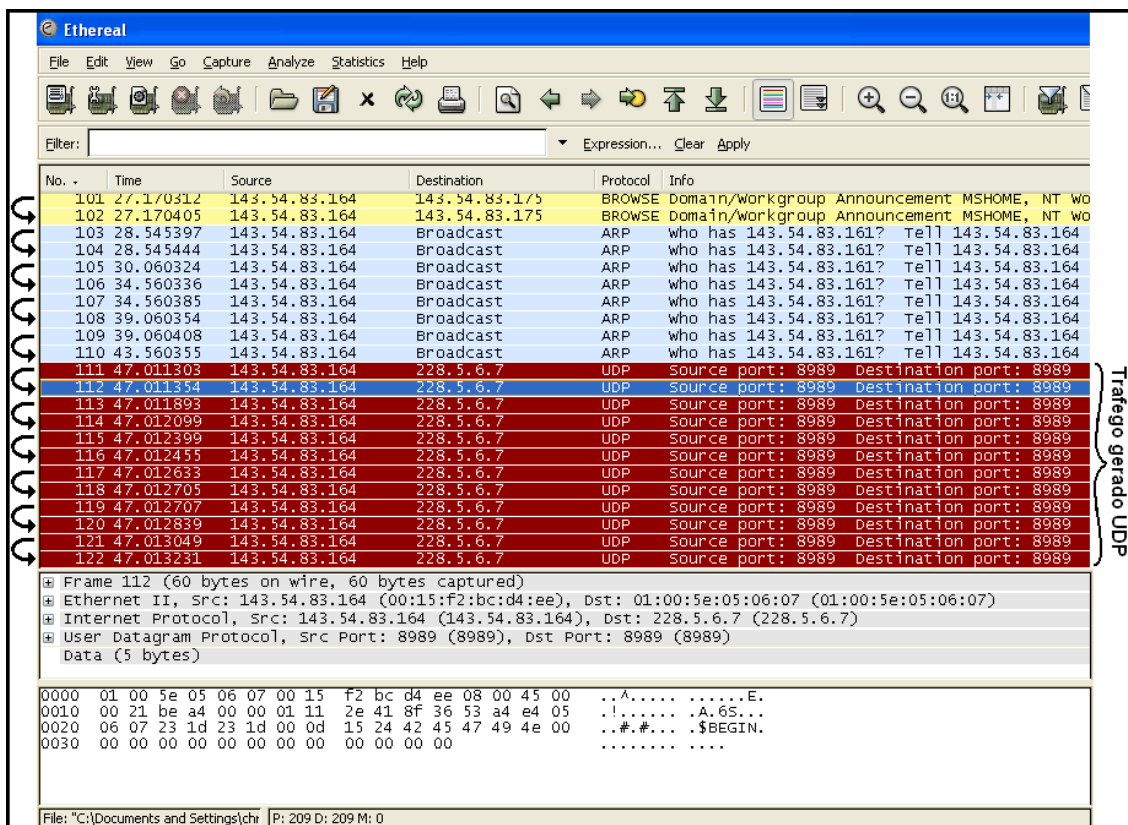 Ethereal
File Edit View Go Capture Analyze Statistics Help
Filter: Expression... Clear Apply
No. Time Source Destination Protocol Info
101 27.170312 143.54.83.164 143.54.83.175 BROWSE Domain/Workgroup Announcement MSHOME, NT Wo
102 27.170405 143.54.83.164 143.54.83.175 BROWSE Domain/Workgroup Announcement MSHOME, NT Wo
103 28.545397 143.54.83.164 Broadcast ARP Who has 143.54.83.161? Tell 143.54.83.164
104 28.545444 143.54.83.164 Broadcast ARP Who has 143.54.83.161? Tell 143.54.83.164
105 30.060324 143.54.83.164 Broadcast ARP Who has 143.54.83.161? Tell 143.54.83.164
106 34.560336 143.54.83.164 Broadcast ARP Who has 143.54.83.161? Tell 143.54.83.164
107 34.560385 143.54.83.164 Broadcast ARP Who has 143.54.83.161? Tell 143.54.83.164
108 39.060354 143.54.83.164 Broadcast ARP Who has 143.54.83.161? Tell 143.54.83.164
109 39.060408 143.54.83.164 Broadcast ARP Who has 143.54.83.161? Tell 143.54.83.164
110 43.560355 143.54.83.164 Broadcast ARP Who has 143.54.83.161? Tell 143.54.83.164
111 47.011303 143.54.83.164 228.5.6.7 UDP Source port: 8989 Destination port: 8989
112 47.011354 143.54.83.164 228.5.6.7 UDP Source port: 8989 Destination port: 8989
113 47.011893 143.54.83.164 228.5.6.7 UDP Source port: 8989 Destination port: 8989
114 47.012099 143.54.83.164 228.5.6.7 UDP Source port: 8989 Destination port: 8989
115 47.012399 143.54.83.164 228.5.6.7 UDP Source port: 8989 Destination port: 8989
116 47.012455 143.54.83.164 228.5.6.7 UDP Source port: 8989 Destination port: 8989
117 47.012633 143.54.83.164 228.5.6.7 UDP Source port: 8989 Destination port: 8989
118 47.012705 143.54.83.164 228.5.6.7 UDP Source port: 8989 Destination port: 8989
119 47.012707 143.54.83.164 228.5.6.7 UDP Source port: 8989 Destination port: 8989
120 47.012839 143.54.83.164 228.5.6.7 UDP Source port: 8989 Destination port: 8989
121 47.013049 143.54.83.164 228.5.6.7 UDP Source port: 8989 Destination port: 8989
122 47.013231 143.54.83.164 228.5.6.7 UDP Source port: 8989 Destination port: 8989
Trafego gerado UDP
Frame 112 (60 bytes on wire, 60 bytes captured)
Ethernet II, Src: 143.54.83.164 (00:15:f2:bc:d4:ee), Dst: 01:00:5e:05:06:07 (01:00:5e:05:06:07)
Internet Protocol, Src: 143.54.83.164 (143.54.83.164), Dst: 228.5.6.7 (228.5.6.7)
User Datagram Protocol, Src Port: 8989 (8989), Dst Port: 8989 (8989)
Data (5 bytes)
0000 01 00 5e 05 06 07 00 15 f2 bc d4 ee 08 00 45 00 ..^..... ......E.
0010 00 21 be a4 00 00 01 11 2e 41 8f 36 53 a4 e4 05 .!...... .A.6S...
0020 06 07 23 1d 23 1d 00 0d 15 24 42 45 47 49 4e 00 ..#.#... .$BEGIN.
0030 00 00 00 00 00 00 00 00 00 00 00 00 ........ ....
File: "C:\Documents and Settings\chr P: 209 D: 209 M: 0